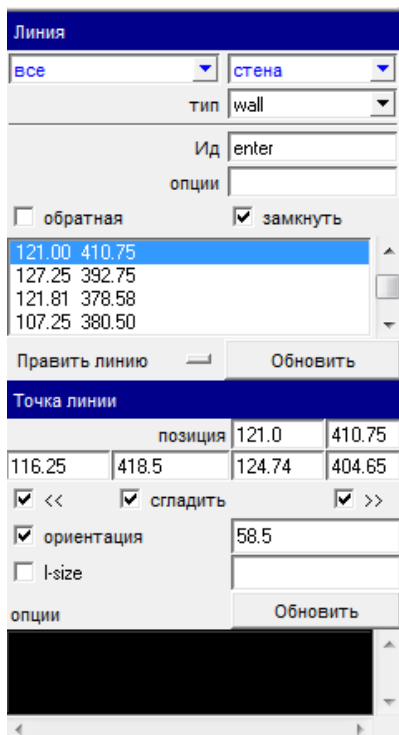 Линия
все стена
тип wall
Ид enter
опции
обратная замкнуть
121.00 410.75
127.25 392.75
121.81 378.58
107.25 380.50
Править линию Обновить
Точка линии
позиция 121.0 410.75
116.25 418.5 124.74 404.65
<< сгладить >>
ориентация 58.5
l-size
опции Обновить